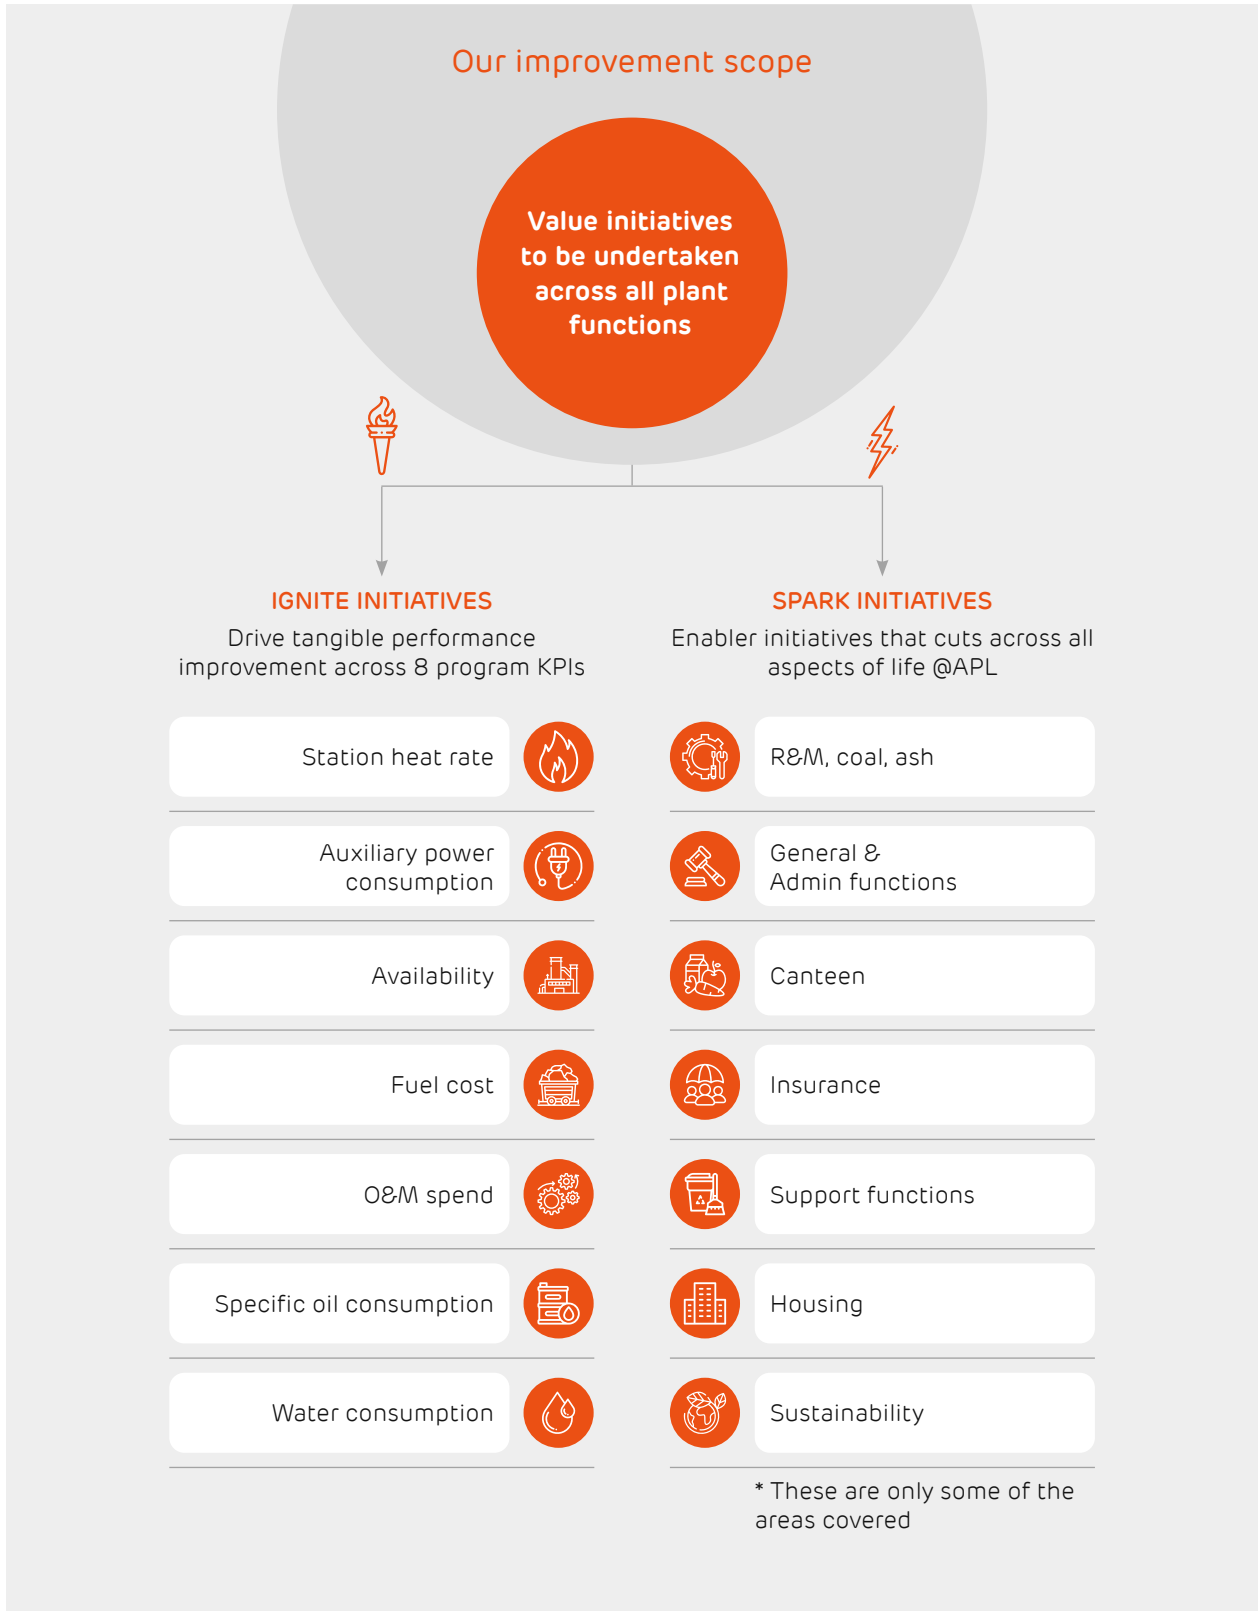 Our improvement scope
Value initiatives
to be undertaken
across all plant
functions
IGNITE INITIATIVES
Drive tangible performance
improvement across 8 program KPIs
Station heat rate
Auxiliary power
consumption
Availability
Fuel cost
O&M spend
Specific oil consumption
Water consumption
SPARK INITIATIVES
Enabler initiatives that cuts across all
aspects of life @APL
R&M, coal, ash
General &
Admin functions
Canteen
Insurance
Support functions
Housing
Sustainability
* These are only some of the
areas covered